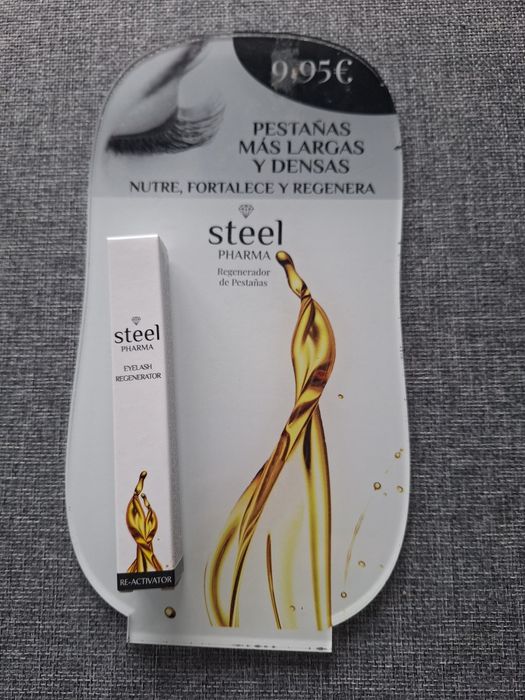 9,95€
PESTAÑAS
MÁS LARGAS
Y DENSAS
NUTRE, FORTALECE Y REGENERA
steel
PHARMA
Regenerador
de Pestañas
steel
PHARMA
EYELASH
REGENERATOR
RE-ACTIVATOR